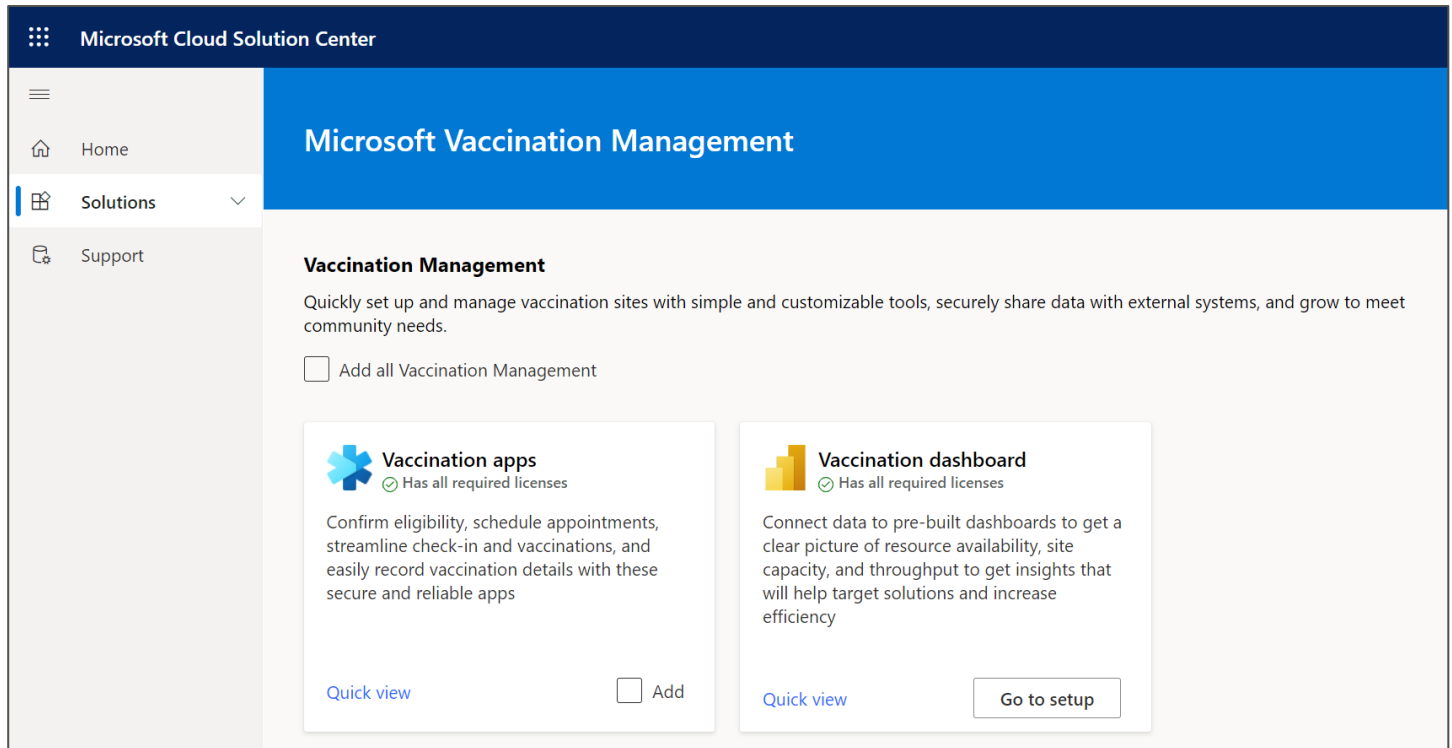 Microsoft Cloud Solution Center
Home
Solutions
Support
Microsoft Vaccination Management
Vaccination Management
Quickly set up and manage vaccination sites with simple and customizable tools, securely share data with external systems, and grow to meet
community needs.
Add all Vaccination Management
Vaccination apps
Has all required licenses
Confirm eligibility, schedule appointments,
streamline check-in and vaccinations, and
easily record vaccination details with these
secure and reliable apps
Quick view
Add
Vaccination dashboard
Has all required licenses
Connect data to pre-built dashboards to get a
clear picture of resource availability, site
capacity, and throughput to get insights that
will help target solutions and increase
efficiency
Quick view
Go to setup